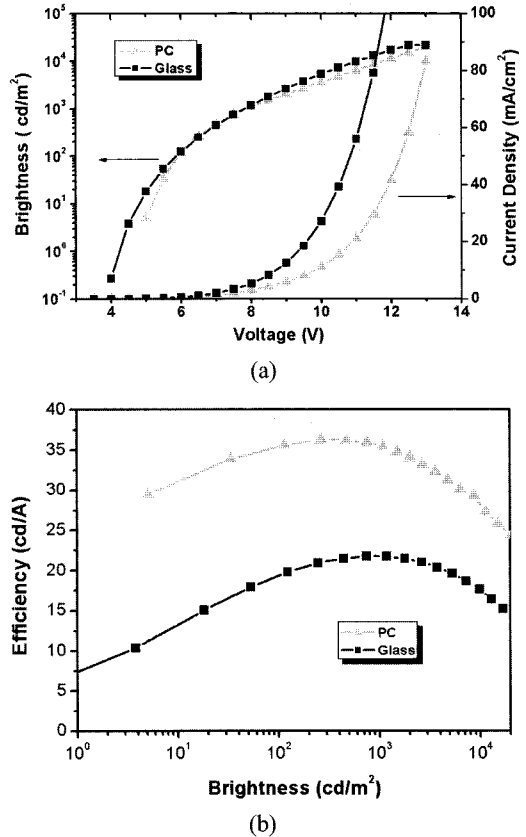 10^5
10^4
10^3
10^2
10^1
10^0
10^-1
Brightness ( cd/m^2)
PC
Glass
100
80
60
40
20
0
Current Density (mA/cm^2)
4 6 8 10 12 14
Voltage (V)
(a)
40
35
30
25
20
15
10
5
0
Efficiency (cd/A)
PC
Glass
10^0 10^1 10^2 10^3 10^4
Brightness (cd/m^2)
(b)